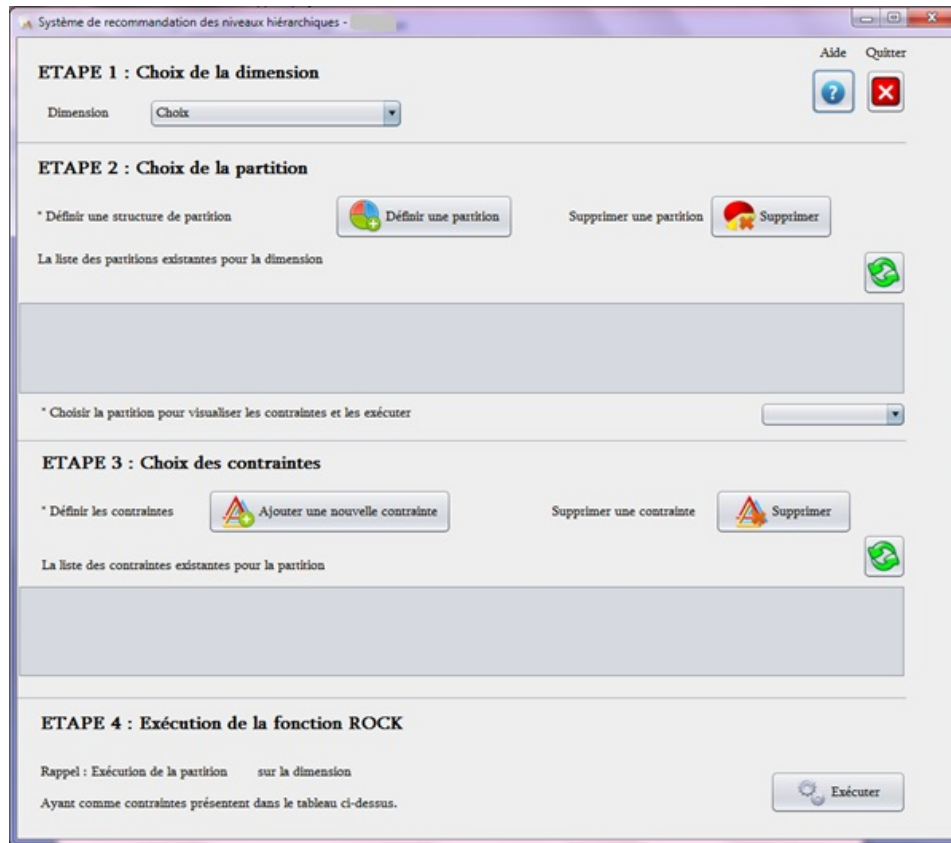 Système de recommandation des niveaux hiérarchiques -
Aide Quitter
ETAPE 1 : Choix de la dimension
Dimension Choix
ETAPE 2 : Choix de la partition
* Définir une structure de partition Définir une partition Supprimer une partition Supprimer
La liste des partitions existantes pour la dimension
* Choisir la partition pour visualiser les contraintes et les exécuter
ETAPE 3 : Choix des contraintes
* Définir les contraintes Ajouter une nouvelle contrainte Supprimer une contrainte Supprimer
La liste des contraintes existantes pour la partition
ETAPE 4 : Exécution de la fonction ROCK
Rappel : Exécution de la partition sur la dimension
Ayant comme contraintes présentent dans le tableau ci-dessus.
Exécuter